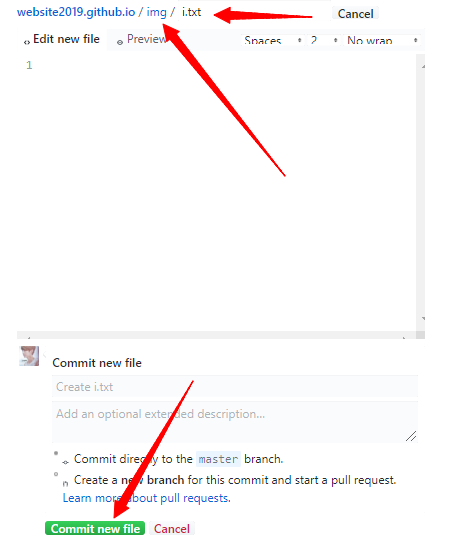 website2019.github.io / img / i.txt Cancel
Edit new file Preview Spaces 2 No wrap
1
Commit new file
Create i.txt
Add an optional extended description...
Commit directly to the master branch.
Create a new branch for this commit and start a pull request.
Learn more about pull requests.
Commit new file Cancel